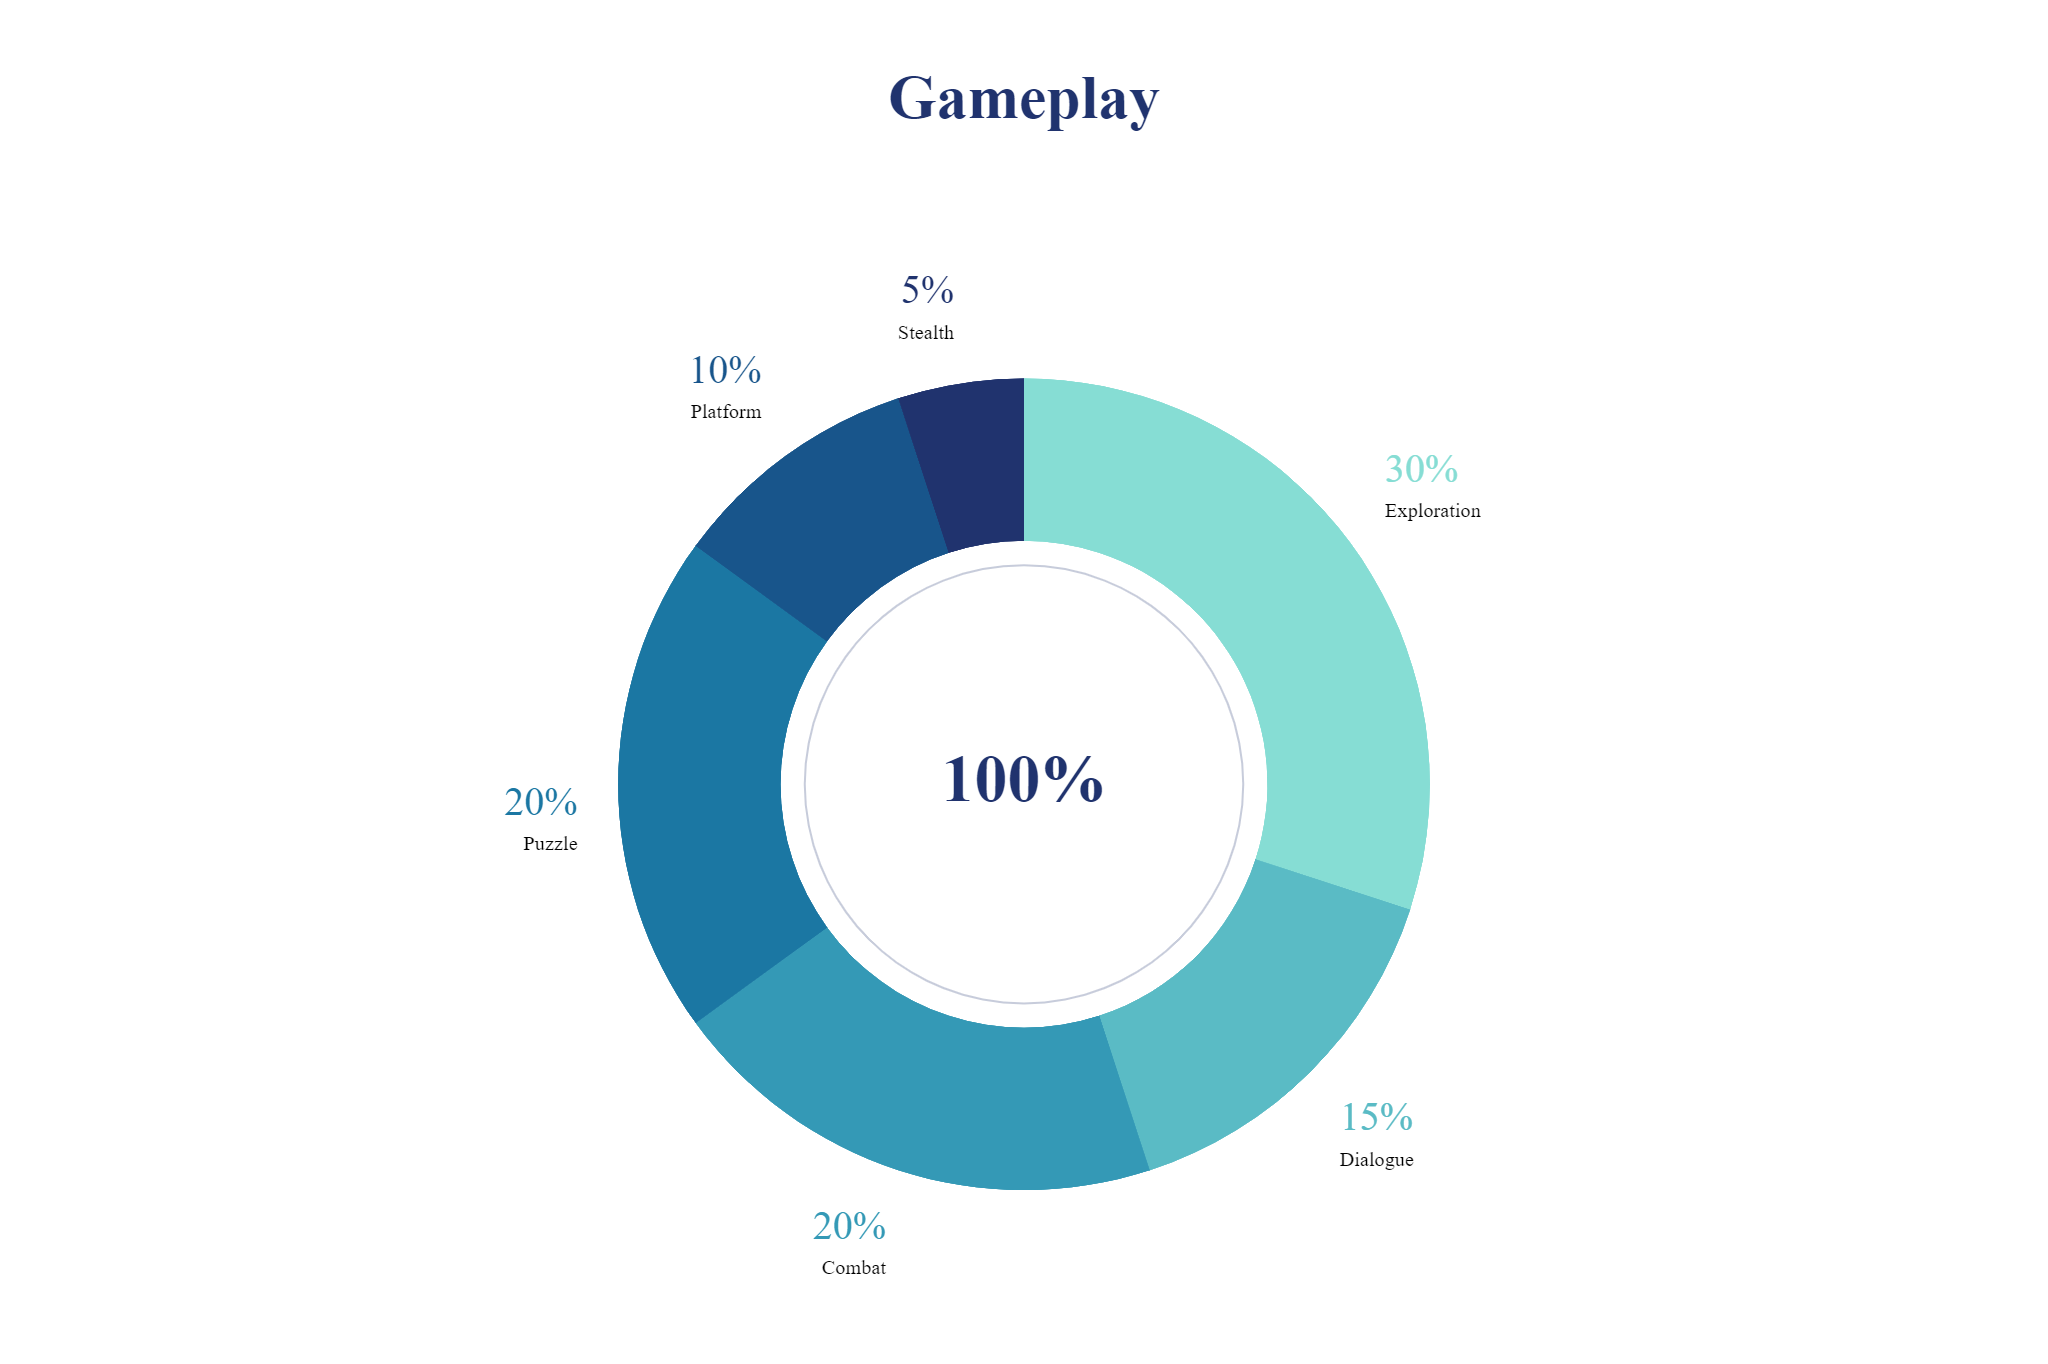 Gameplay
5%
Stealth
10%
Platform
30%
Exploration
100%
20%
Puzzle
15%
Dialogue
20%
Combat